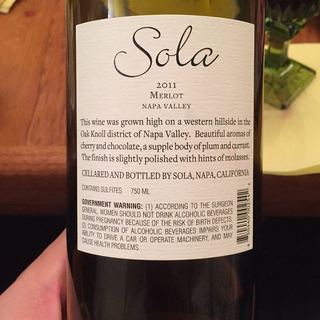 Sola
2011
MERLOT
NAPA VALLEY
This wine was grown high on a western hillside in the
Oak Knoll district of Napa Valley. Beautiful aromas of
cherry and chocolate, a supple body of plum and currant.
The finish is slightly polished with hints of molasses.
CELLARED AND BOTTLED BY SOLA, NAPA, CALIFORNIA
CONTAINS SULFITES 750 ML
GOVERNMENT WARNING: (1) ACCORDING TO THE SURGEON
GENERAL, WOMEN SHOULD NOT DRINK ALCOHOLIC BEVERAGES
DURING PREGNANCY BECAUSE OF THE RISK OF BIRTH DEFECTS.
(2) CONSUMPTION OF ALCOHOLIC BEVERAGES IMPAIRS YOUR
ABILITY TO DRIVE A CAR OR OPERATE MACHINERY, AND MAY
CAUSE HEALTH PROBLEMS.